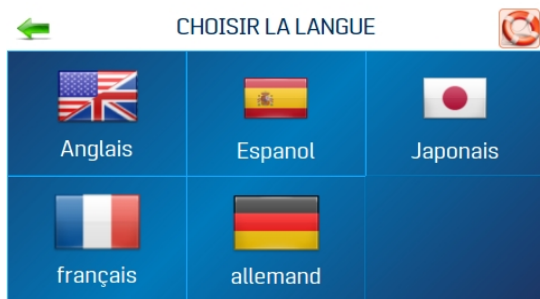 CHOISIR LA LANGUE
Anglais
Espanol
Japonais
français
allemand